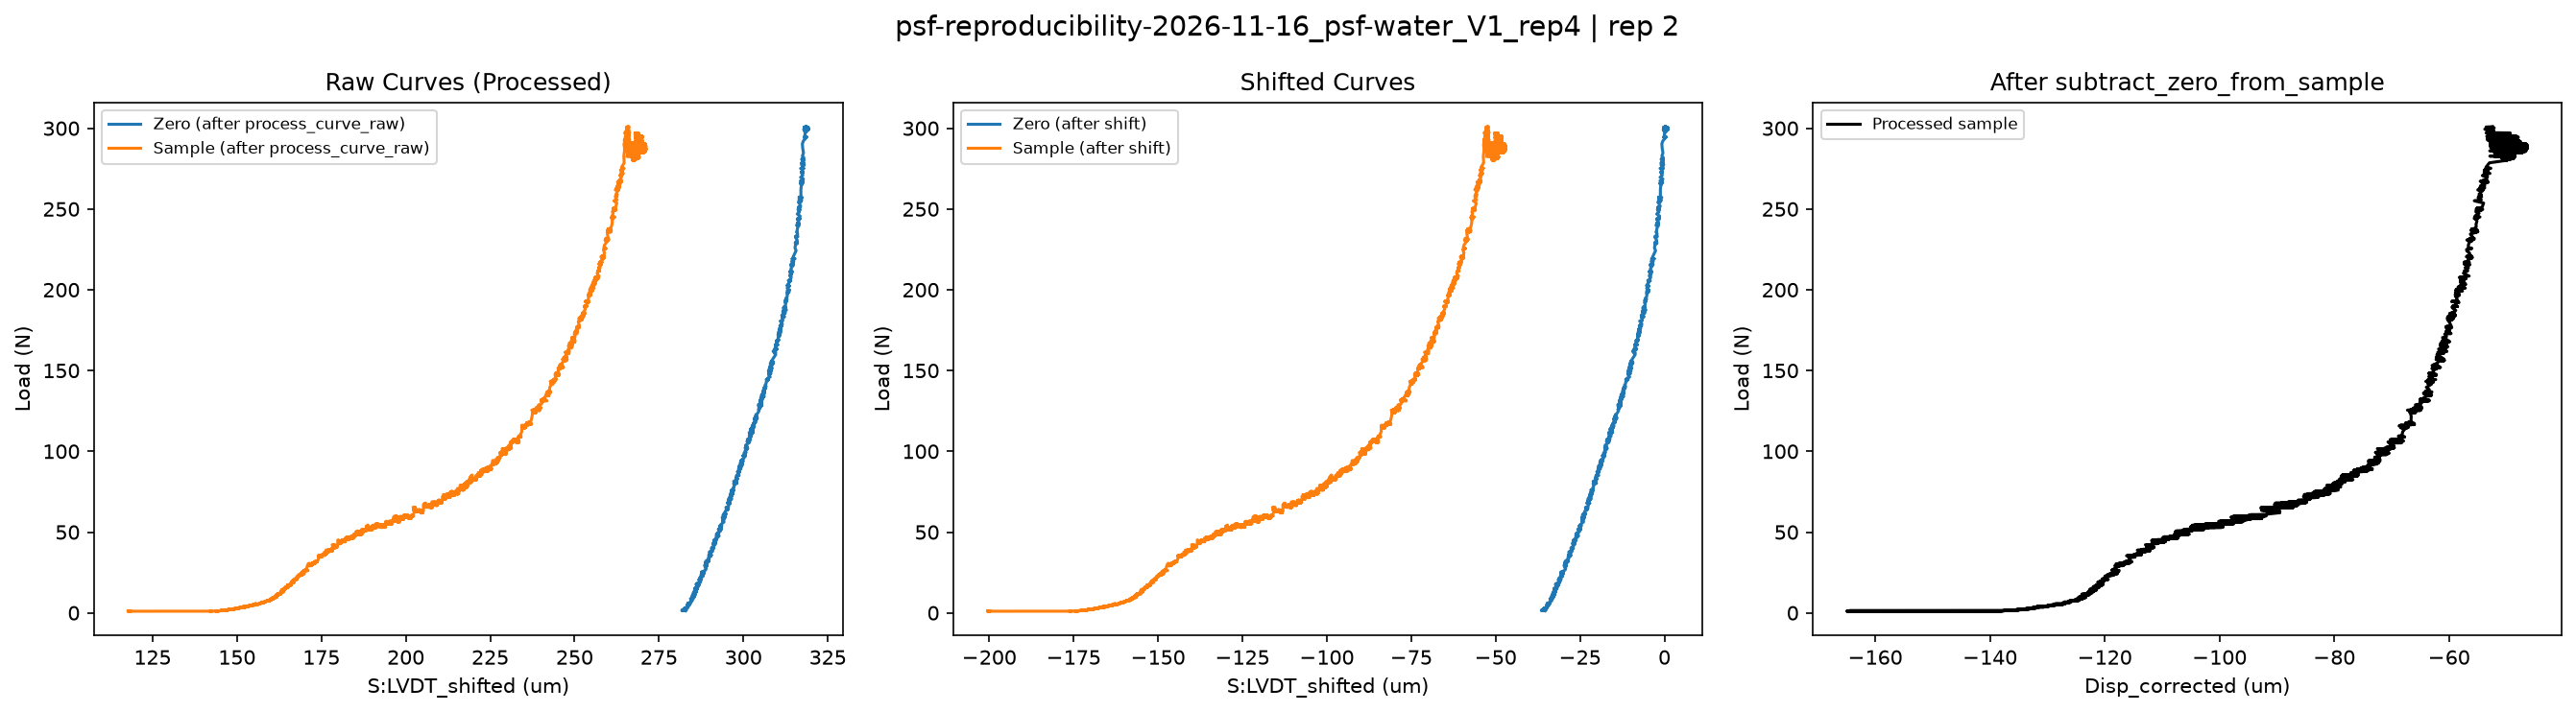 psf-reproducibility-2026-11-16_psf-water_V1_rep4 | rep 2
Raw Curves (Processed)
Zero (after process_curve_raw)
Sample (after process_curve_raw)
Load (N)
300
250
200
150
100
50
0
125 150 175 200 225 250 275 300 325
S:LVDT_shifted (um)
Shifted Curves
Zero (after shift)
Sample (after shift)
Load (N)
300
250
200
150
100
50
0
−200 −175 −150 −125 −100 −75 −50 −25 0
S:LVDT_shifted (um)
After subtract_zero_from_sample
Processed sample
Load (N)
300
250
200
150
100
50
0
−160 −140 −120 −100 −80 −60
Disp_corrected (um)